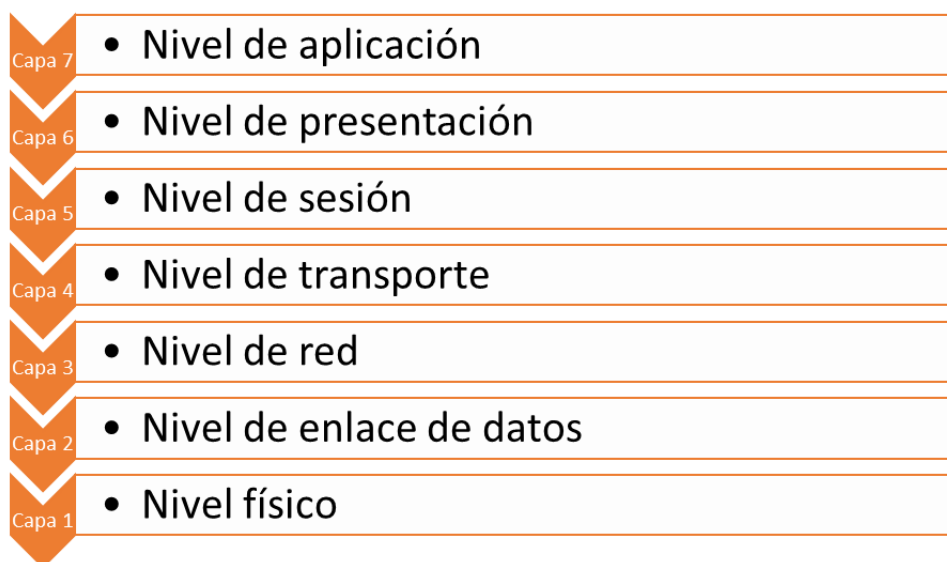 Capa 7 • Nivel de aplicación
Capa 6 • Nivel de presentación
Capa 5 • Nivel de sesión
Capa 4 • Nivel de transporte
Capa 3 • Nivel de red
Capa 2 • Nivel de enlace de datos
Capa 1 • Nivel físico